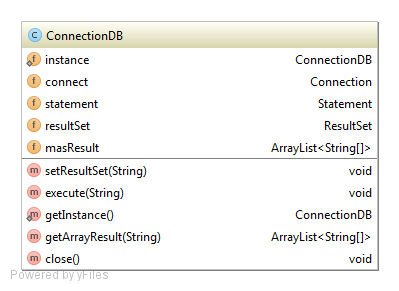 C ConnectionDB
f instance ConnectionDB
f connect Connection
f statement Statement
f resultSet ResultSet
f masResult ArrayList<String[]>
m setResultSet(String) void
m execute(String) void
m getInstance() ConnectionDB
m getArrayResult(String) ArrayList<String[]>
m close() void
Powered by yFiles